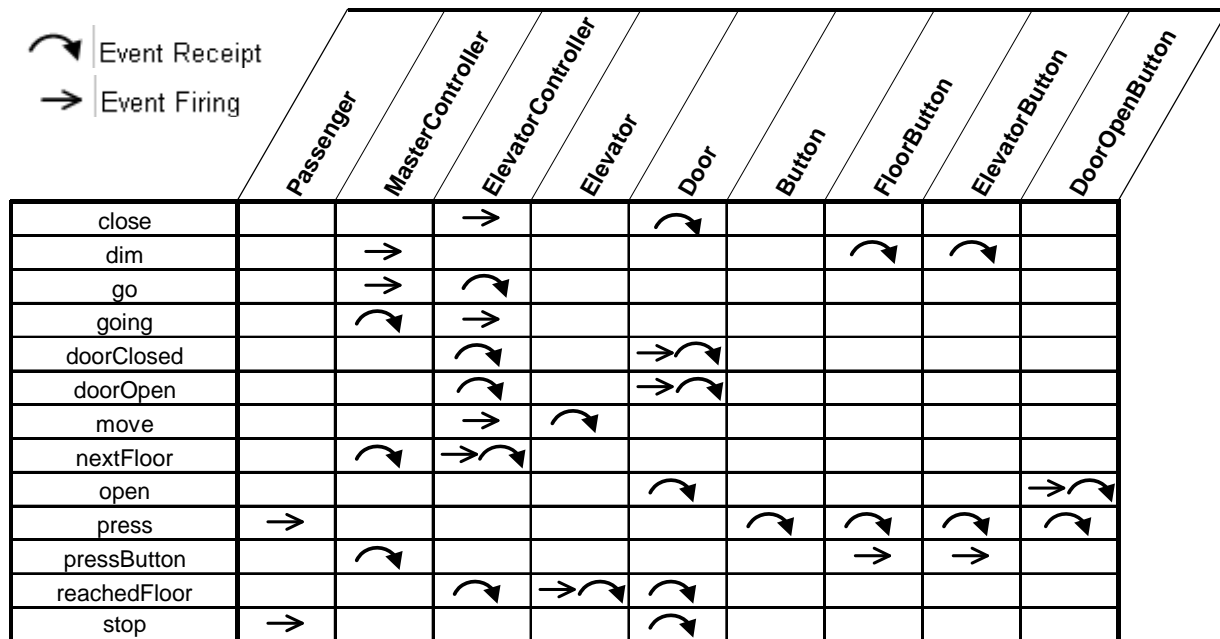 Event Receipt
Event Firing
Passenger
MasterController
ElevatorController
Elevator
Door
Button
FloorButton
ElevatorButton
DoorOpenButton
close
dim
go
going
doorClosed
doorOpen
move
nextFloor
open
press
pressButton
reachedFloor
stop